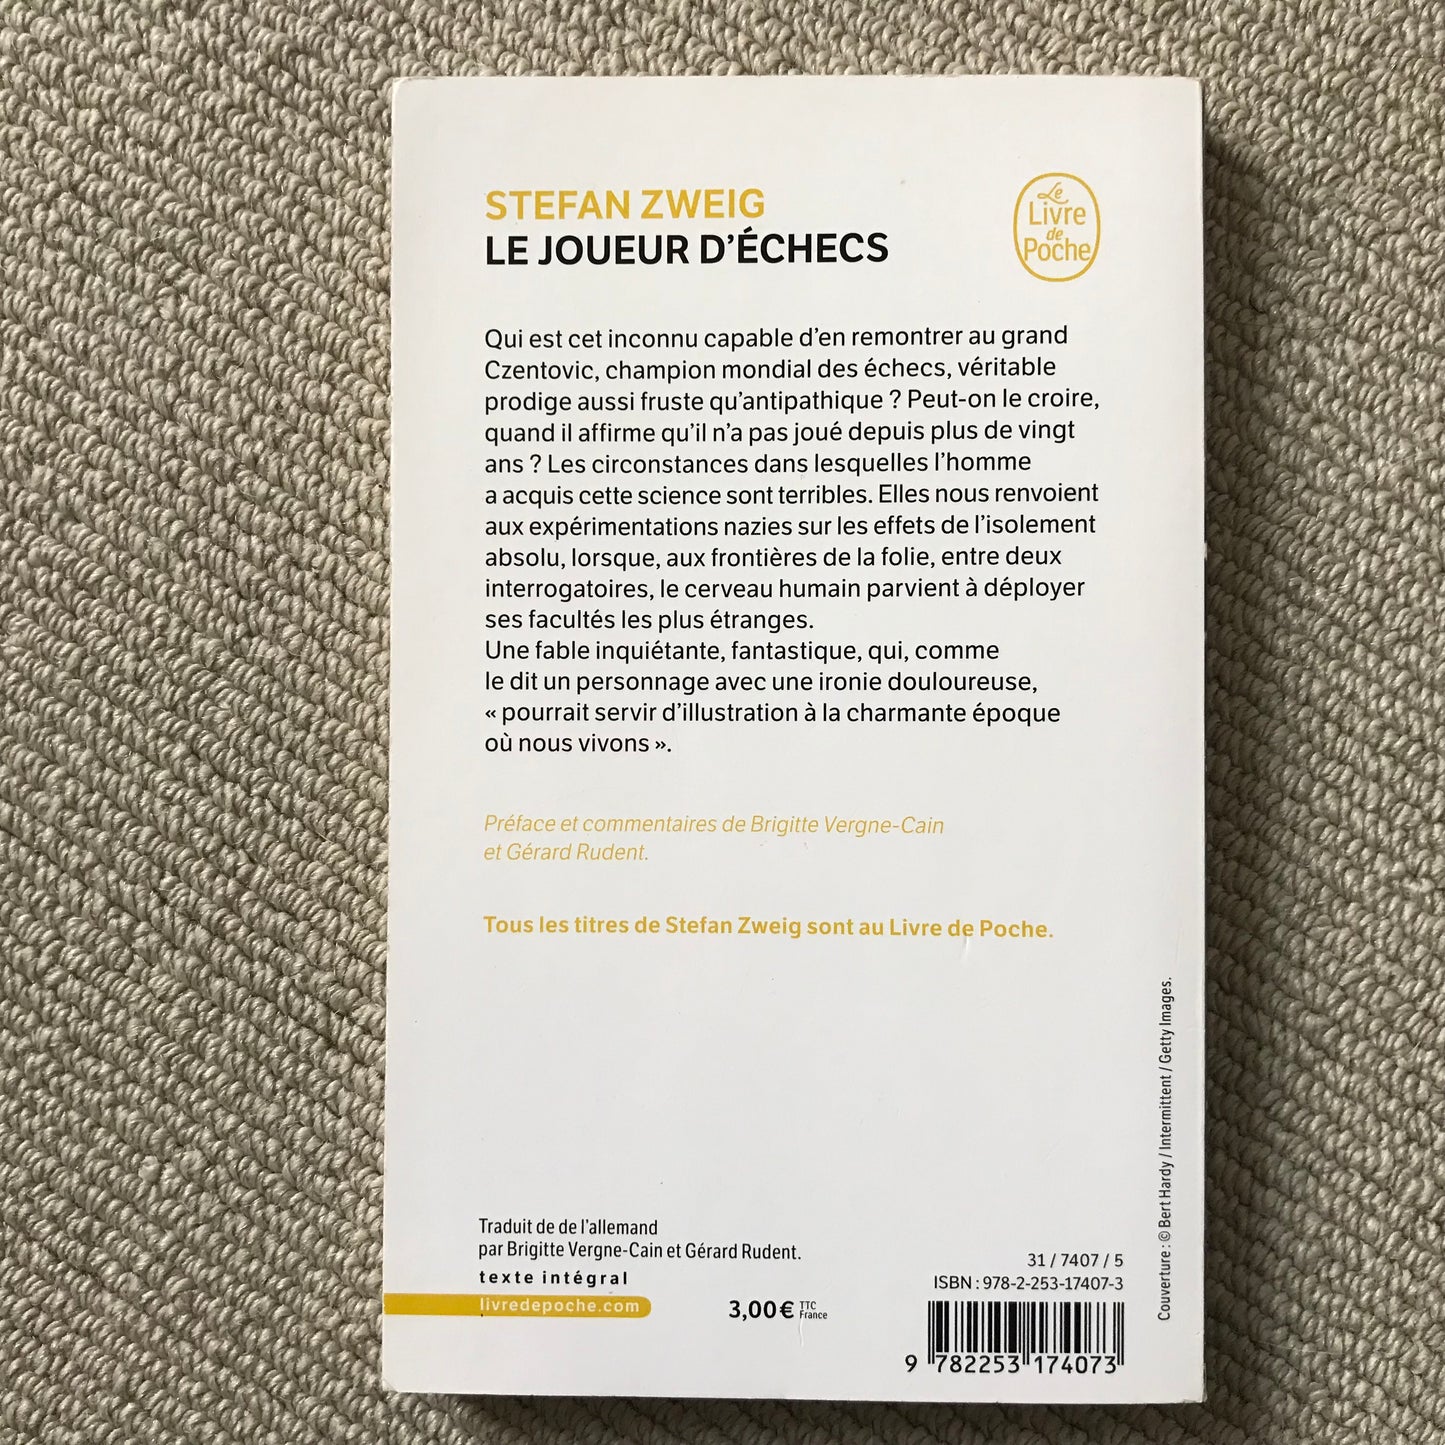 STEFAN ZWEIG
LE JOUEUR D'ÉCHECS
Le
Livre
de
Poche
Qui est cet inconnu capable d'en remontrer au grand
Czentovic, champion mondial des échecs, véritable
prodige aussi fruste qu'antipathique ? Peut-on le croire,
quand il affirme qu'il n'a pas joué depuis plus de vingt
ans ? Les circonstances dans lesquelles l'homme
a acquis cette science sont terribles. Elles nous renvoient
aux expérimentations nazies sur les effets de l'isolement
absolu, lorsque, aux frontières de la folie, entre deux
interrogatoires, le cerveau humain parvient à déployer
ses facultés les plus étranges.
Une fable inquiétante, fantastique, qui, comme
le dit un personnage avec une ironie douloureuse,
« pourrait servir d'illustration à la charmante époque
où nous vivons ».
Préface et commentaires de Brigitte Vergne-Cain
et Gérard Rudent.
Tous les titres de Stefan Zweig sont au Livre de Poche.
Couverture : © Bert Hardy / Intermittent / Getty Images.
Traduit de de l'allemand
par Brigitte Vergne-Cain et Gérard Rudent.
texte intégral
livredepoche.com
3,00 € TTC
France
31 / 7407 / 5
ISBN : 978-2-253-17407-3
9 782253 174073